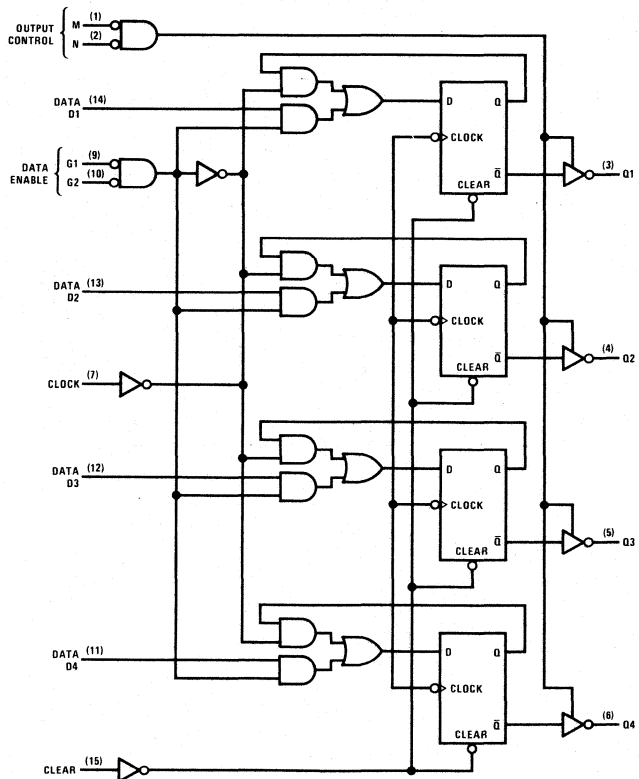 OUTPUT CONTROL
M (1)
N (2)
DATA D1 (14)
D Q
CLOCK
CLEAR
Q̅
(3) Q1
DATA ENABLE
G1 (9)
G2 (10)
DATA D2 (13)
D Q
CLOCK
CLEAR
Q̅
(4) Q2
CLOCK (7)
DATA D3 (12)
D Q
CLOCK
CLEAR
Q̅
(5) Q3
DATA D4 (11)
D Q
CLOCK
CLEAR
Q̅
(6) Q4
CLEAR (15)